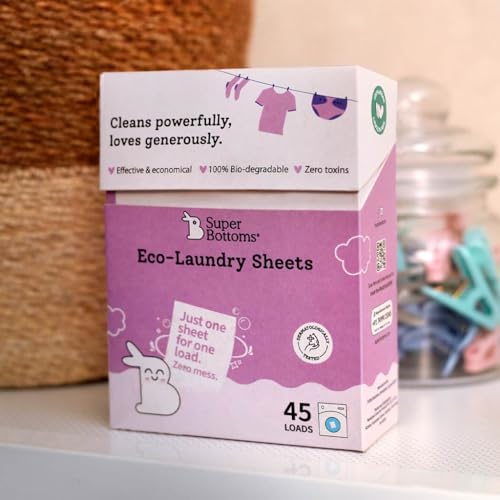 Cleans powerfully,
loves generously.
Effective & economical 100% Bio-degradable Zero toxins
Super
Bottoms
Eco-Laundry Sheets
Just one
sheet
for one
load.
Zero mess.
DERMATOLOGICALLY
TESTED
45
LOADS